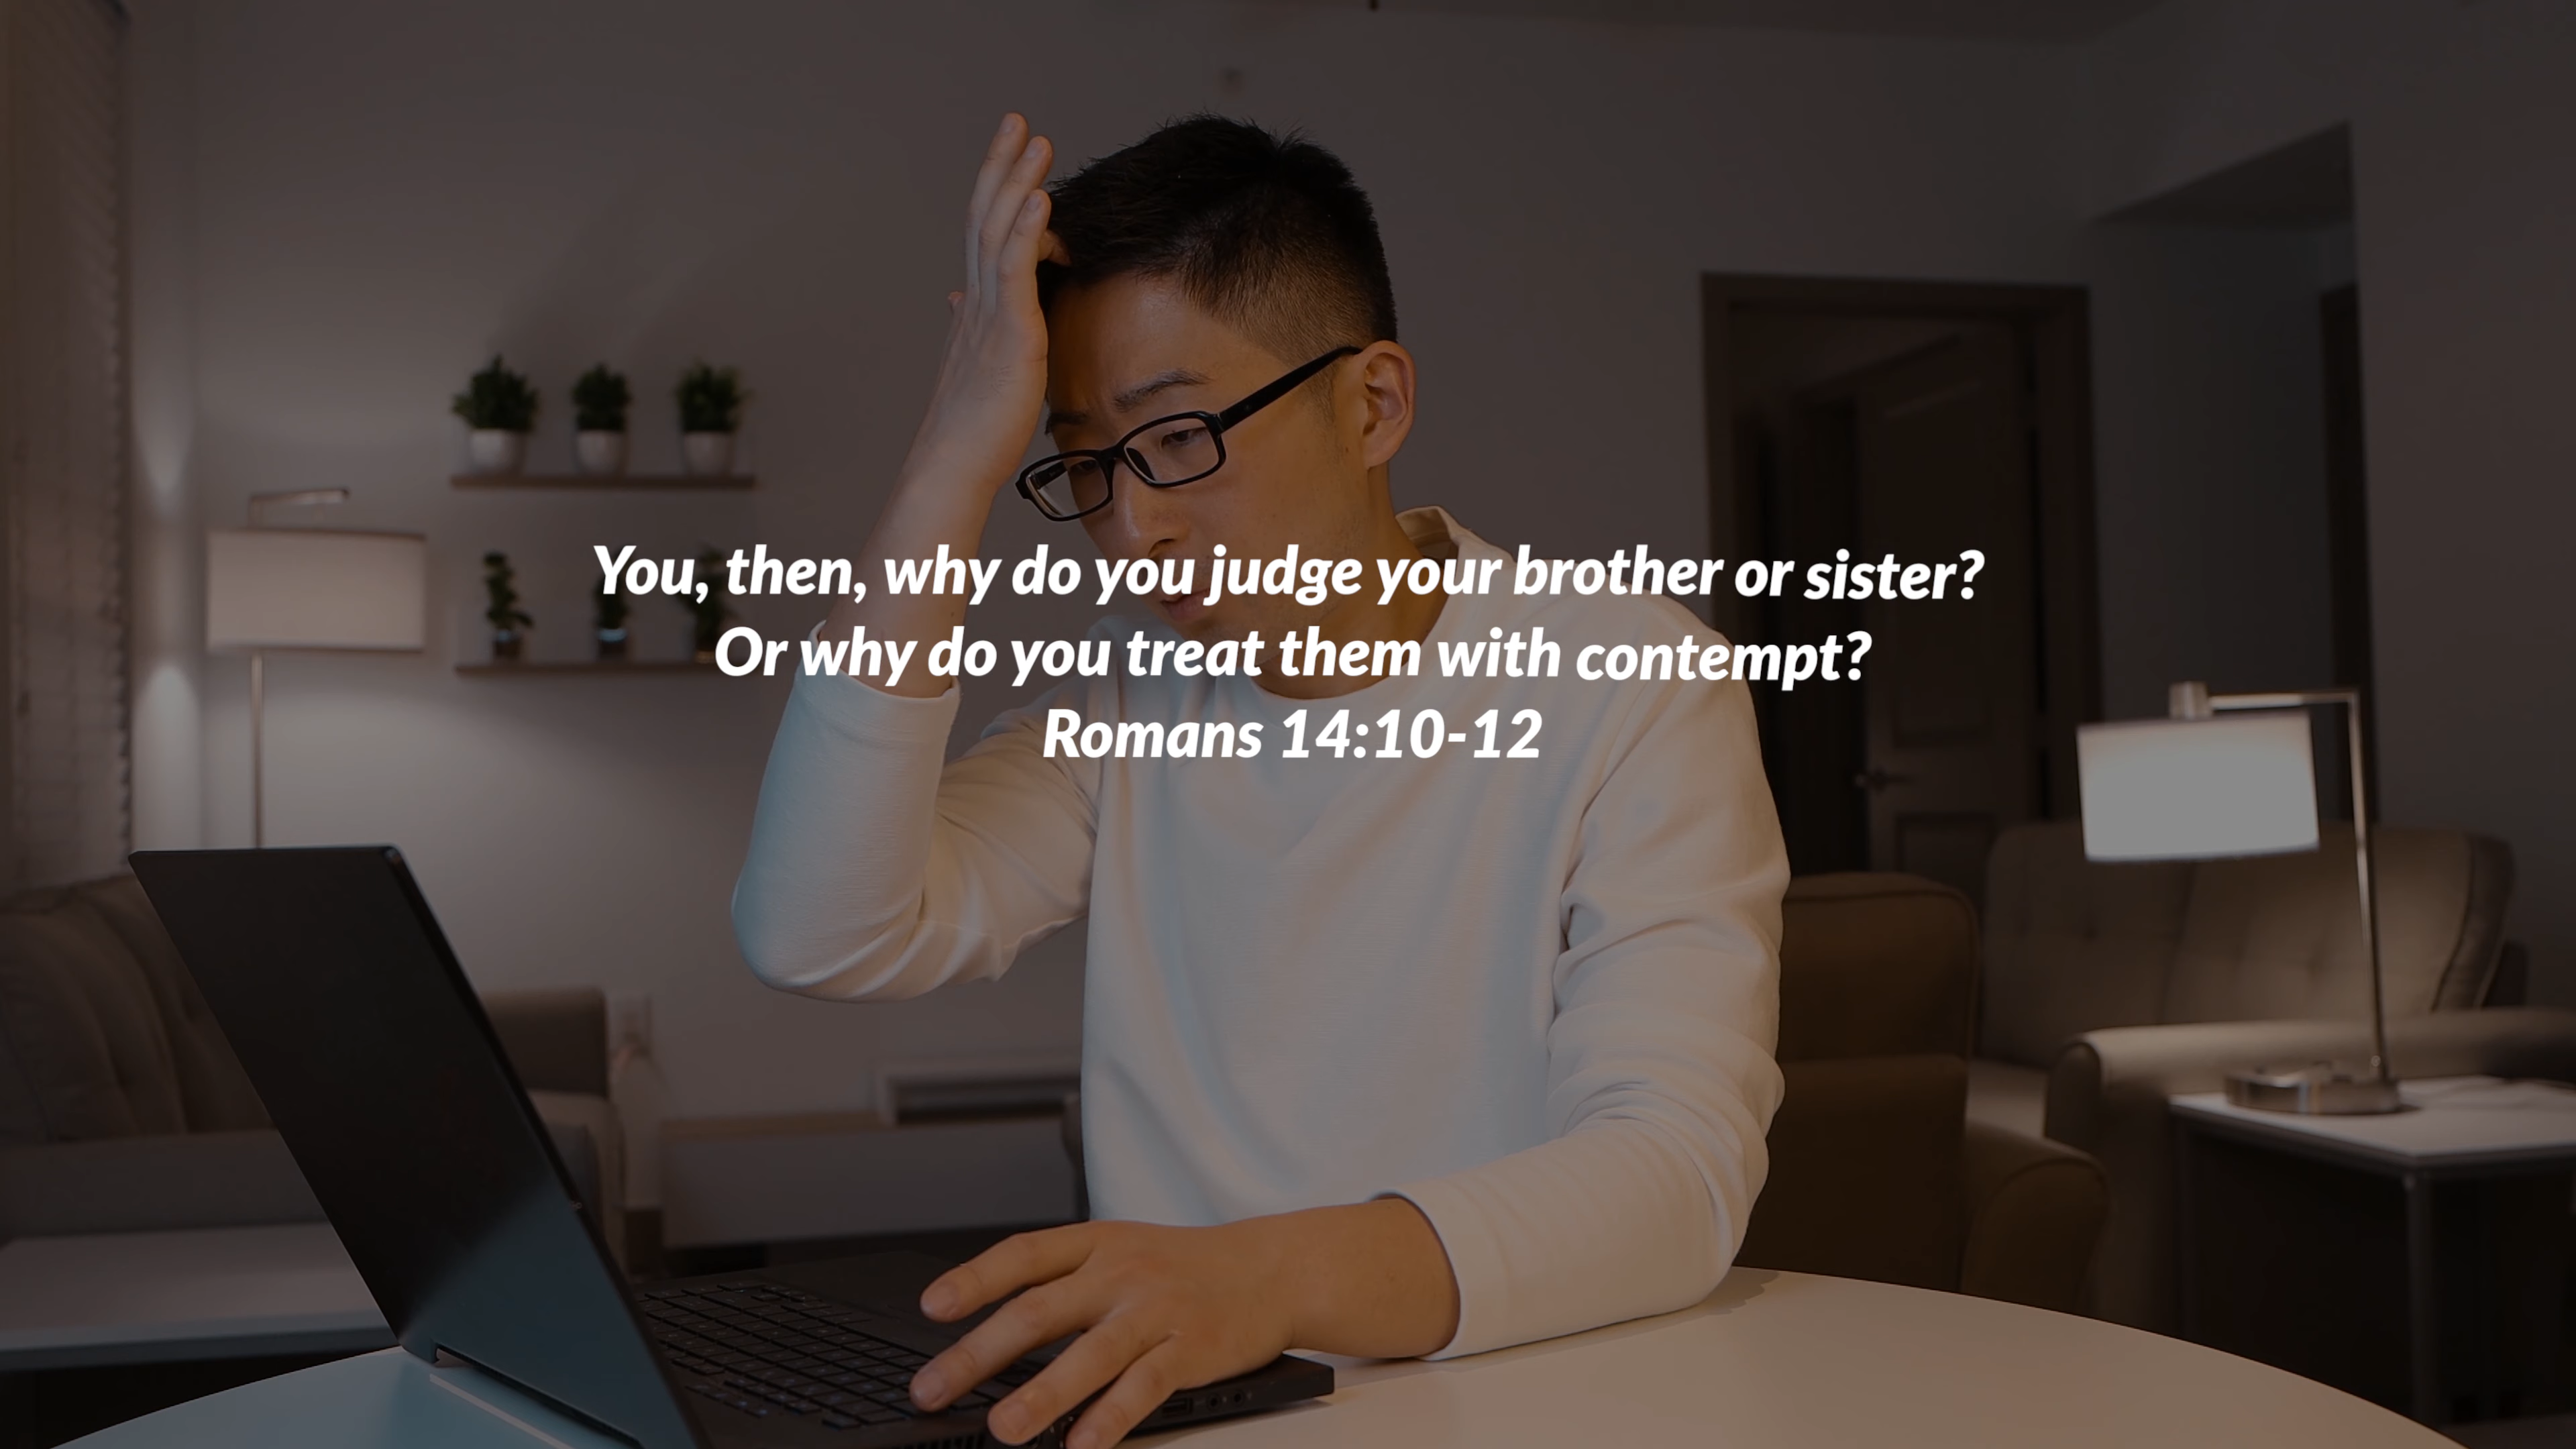 You, then, why do you judge your brother or sister?
Or why do you treat them with contempt?
Romans 14:10-12